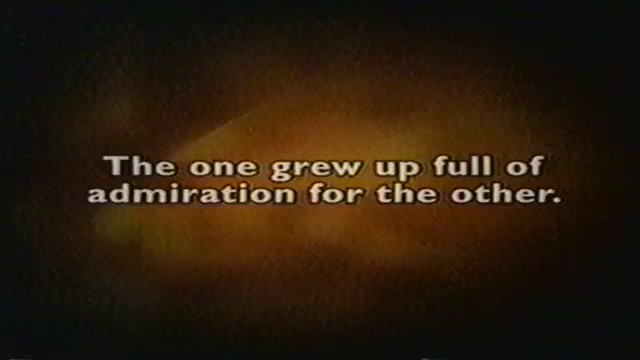 The one grew up full of
admiration for the other.